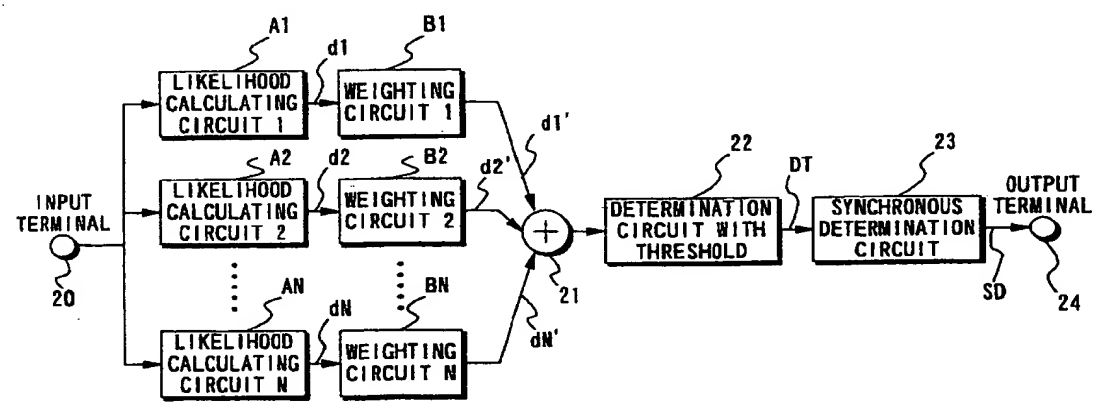 A1
B1
LIKELIHOOD
CALCULATING
CIRCUIT 1
d1
WEIGHTING
CIRCUIT 1
d1'
A2
B2
LIKELIHOOD
CALCULATING
CIRCUIT 2
d2
WEIGHTING
CIRCUIT 2
d2'
INPUT
TERMINAL
20
+
21
22
DETERMINATION
CIRCUIT WITH
THRESHOLD
DT
23
SYNCHRONOUS
DETERMINATION
CIRCUIT
SD
OUTPUT
TERMINAL
24
AN
BN
LIKELIHOOD
CALCULATING
CIRCUIT N
dN
WEIGHTING
CIRCUIT N
dN'